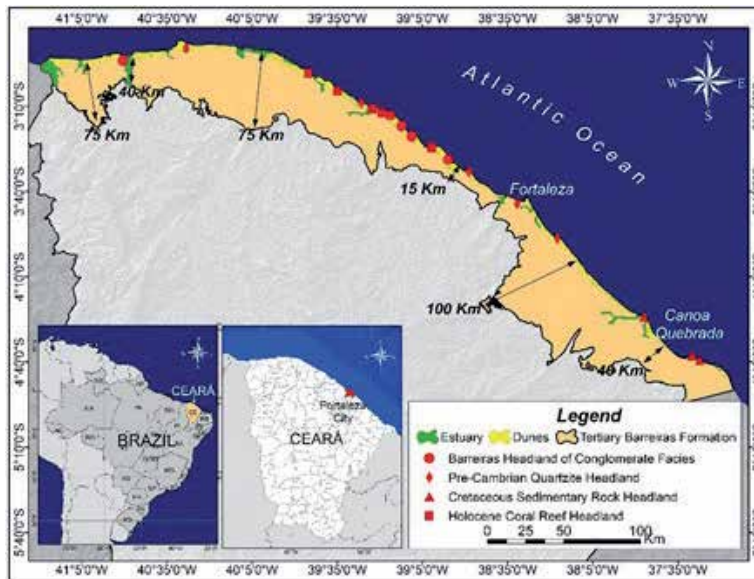 41°5'0"W 40°35'0"W 40°5'0"W 39°35'0"W 39°5'0"W 38°35'0"W 38°5'0"W 37°35'0"W
3°10'0"S
3°40'0"S
4°10'0"S
4°40'0"S
5°10'0"S
5°40'0"S
N
W E
S
Atlantic Ocean
40 Km
75 Km
75 Km
15 Km
Fortaleza
100 Km
Canoa
Quebrada
40 Km
CEARÁ
BRAZIL
Fortaleza
City
CEARÁ
Legend
Estuary Dunes Tertiary Barreiras Formation
Barreiras Headland of Conglomerate Facies
Pre-Cambrian Quartzite Headland
Cretaceous Sedimentary Rock Headland
Holocene Coral Reef Headland
0 25 50 100
Km
41°5'0"W 40°35'0"W 40°5'0"W 39°35'0"W 39°5'0"W 38°35'0"W 38°5'0"W 37°35'0"W